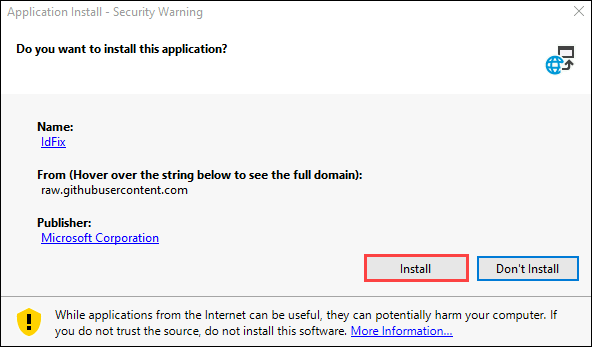 Application Install - Security Warning
Do you want to install this application?
Name:
IdFix
From (Hover over the string below to see the full domain):
raw.githubusercontent.com
Publisher:
Microsoft Corporation
Install
Don't Install
While applications from the Internet can be useful, they can potentially harm your computer. If
you do not trust the source, do not install this software. More Information...